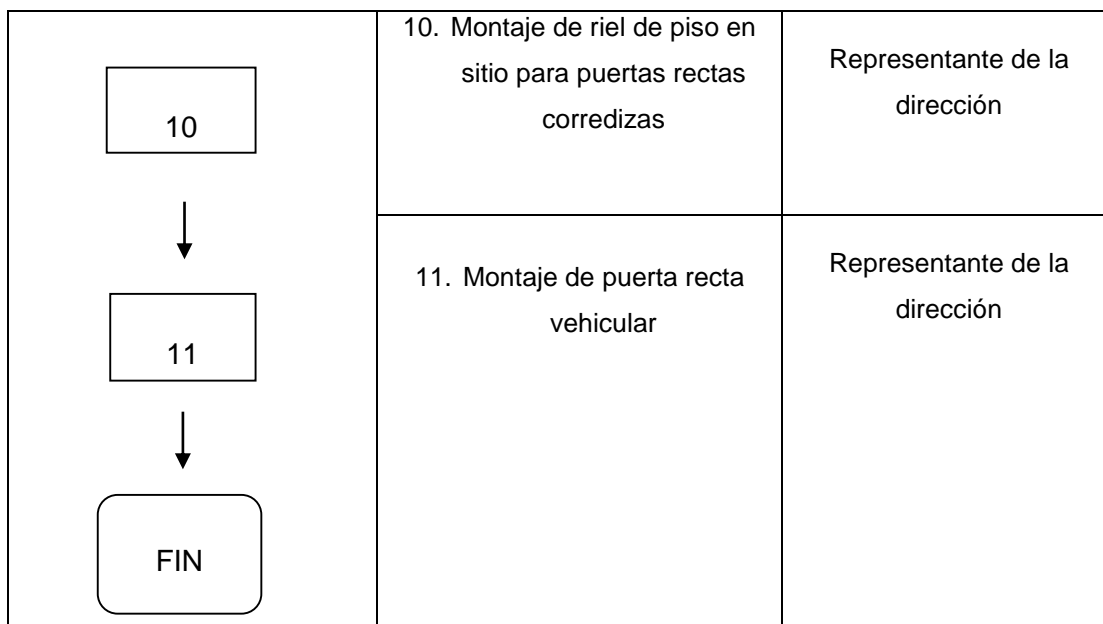 10
11
FIN
10. Montaje de riel de piso en
sitio para puertas rectas
corredizas
Representante de la
dirección
11. Montaje de puerta recta
vehicular
Representante de la
dirección